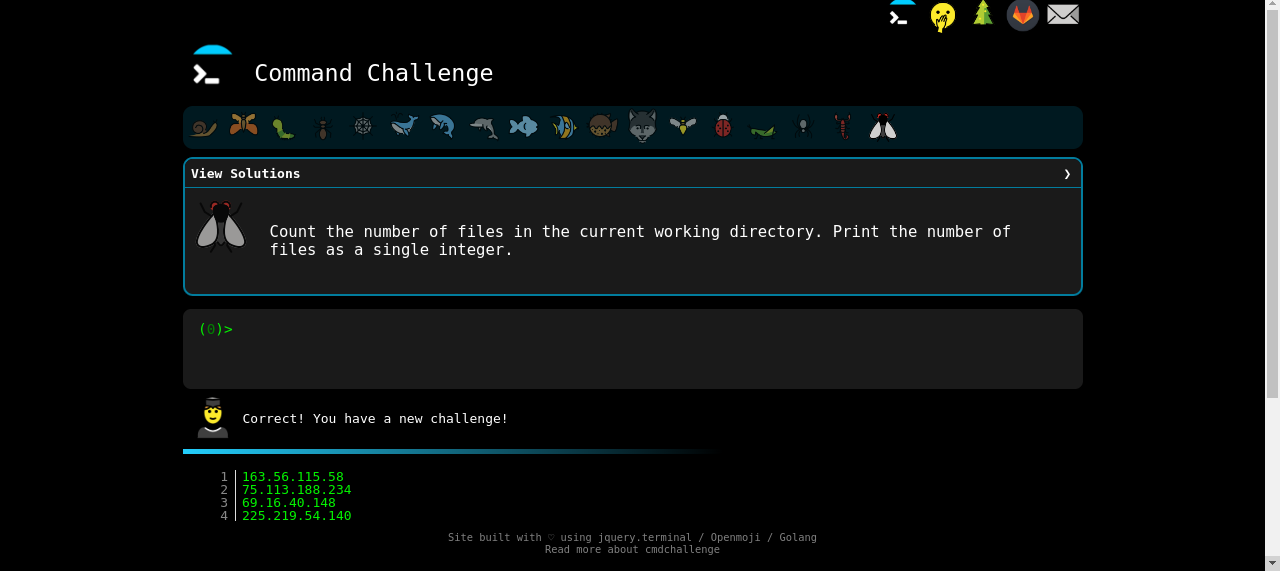 Command Challenge
View Solutions ❯
Count the number of files in the current working directory. Print the number of
files as a single integer.
(0)>
Correct! You have a new challenge!
1 163.56.115.58
2 75.113.188.234
3 69.16.40.148
4 225.219.54.140
Site built with ♡ using jquery.terminal / Openmoji / Golang
Read more about cmdchallenge